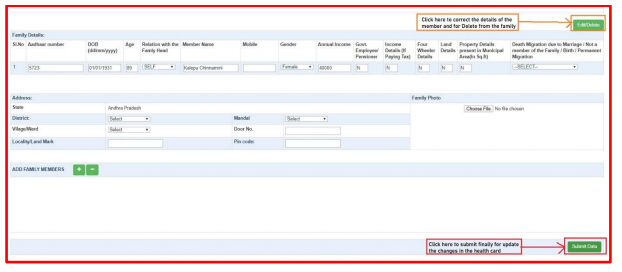 Click here to correct the details of the
member and for Delete from the family
Edit/Delete
Family Details:
Sl.No Aadhaar number DOB (dd/mm/yyyy) Age Relation with the Family Head Member Name Mobile Gender Annual Income Govt. Employee/ Pensioner Income Details (If Paying Tax) Four Wheeler Details Land Details Property Details present in Municipal Area(in Sq.ft) Death Migration due to Marriage / Not a member of the Family / Birth / Permanent Migration
1 5723 01/01/1931 89 SELF Kalapu Chinnammi Female 40000 N N N N N --SELECT--
Address: Family Photo
State Andhra Pradesh Choose File No file chosen
District: Select Mandal Select
Village/Ward Select Door No.
Locality/Land Mark Pin code:
ADD FAMILY MEMBERS + −
Click here to submit finally for update
the changes in the health card
Submit Data